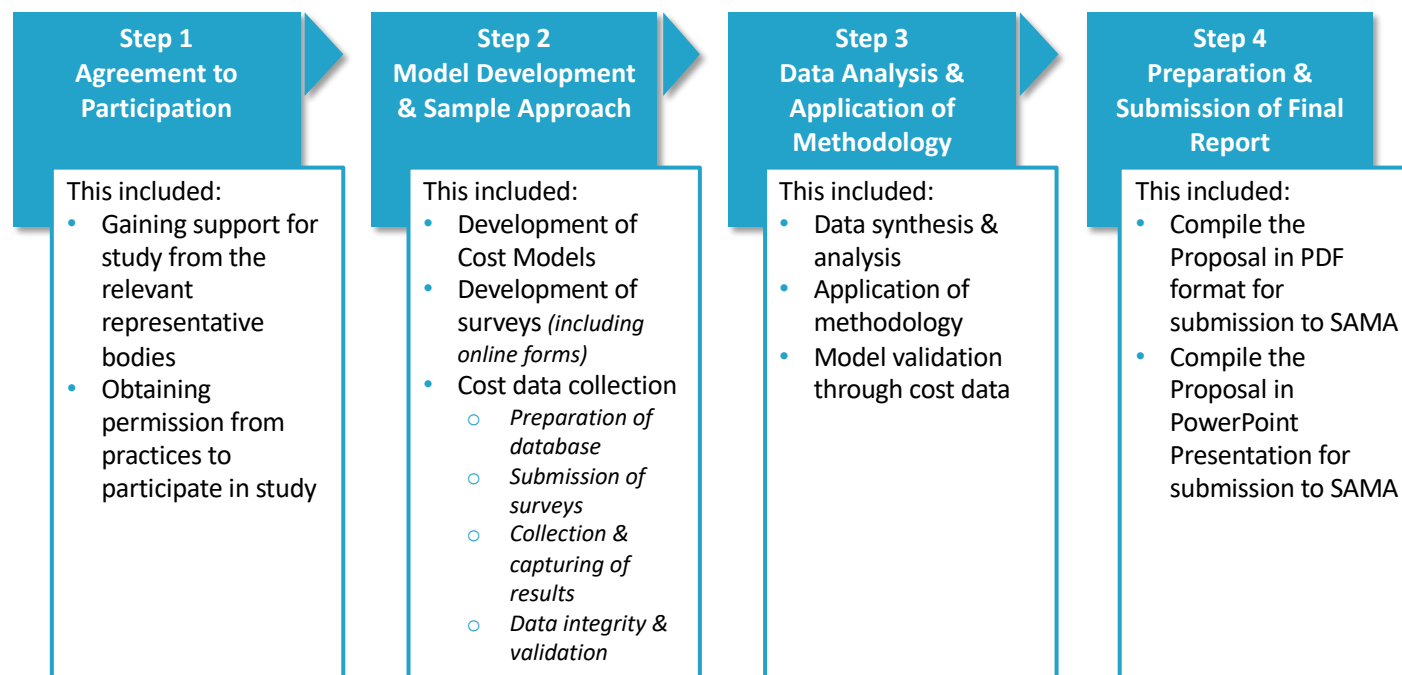 Step 1
Agreement to
Participation
This included:
• Gaining support for
study from the
relevant
representative
bodies
• Obtaining
permission from
practices to
participate in study
Step 2
Model Development
& Sample Approach
This included:
• Development of
Cost Models
• Development of
surveys (including
online forms)
• Cost data collection
o Preparation of
database
o Submission of
surveys
o Collection &
capturing of
results
o Data integrity &
validation
Step 3
Data Analysis &
Application of
Methodology
This included:
• Data synthesis &
analysis
• Application of
methodology
• Model validation
through cost data
Step 4
Preparation &
Submission of Final
Report
This included:
• Compile the
Proposal in PDF
format for
submission to SAMA
• Compile the
Proposal in
PowerPoint
Presentation for
submission to SAMA